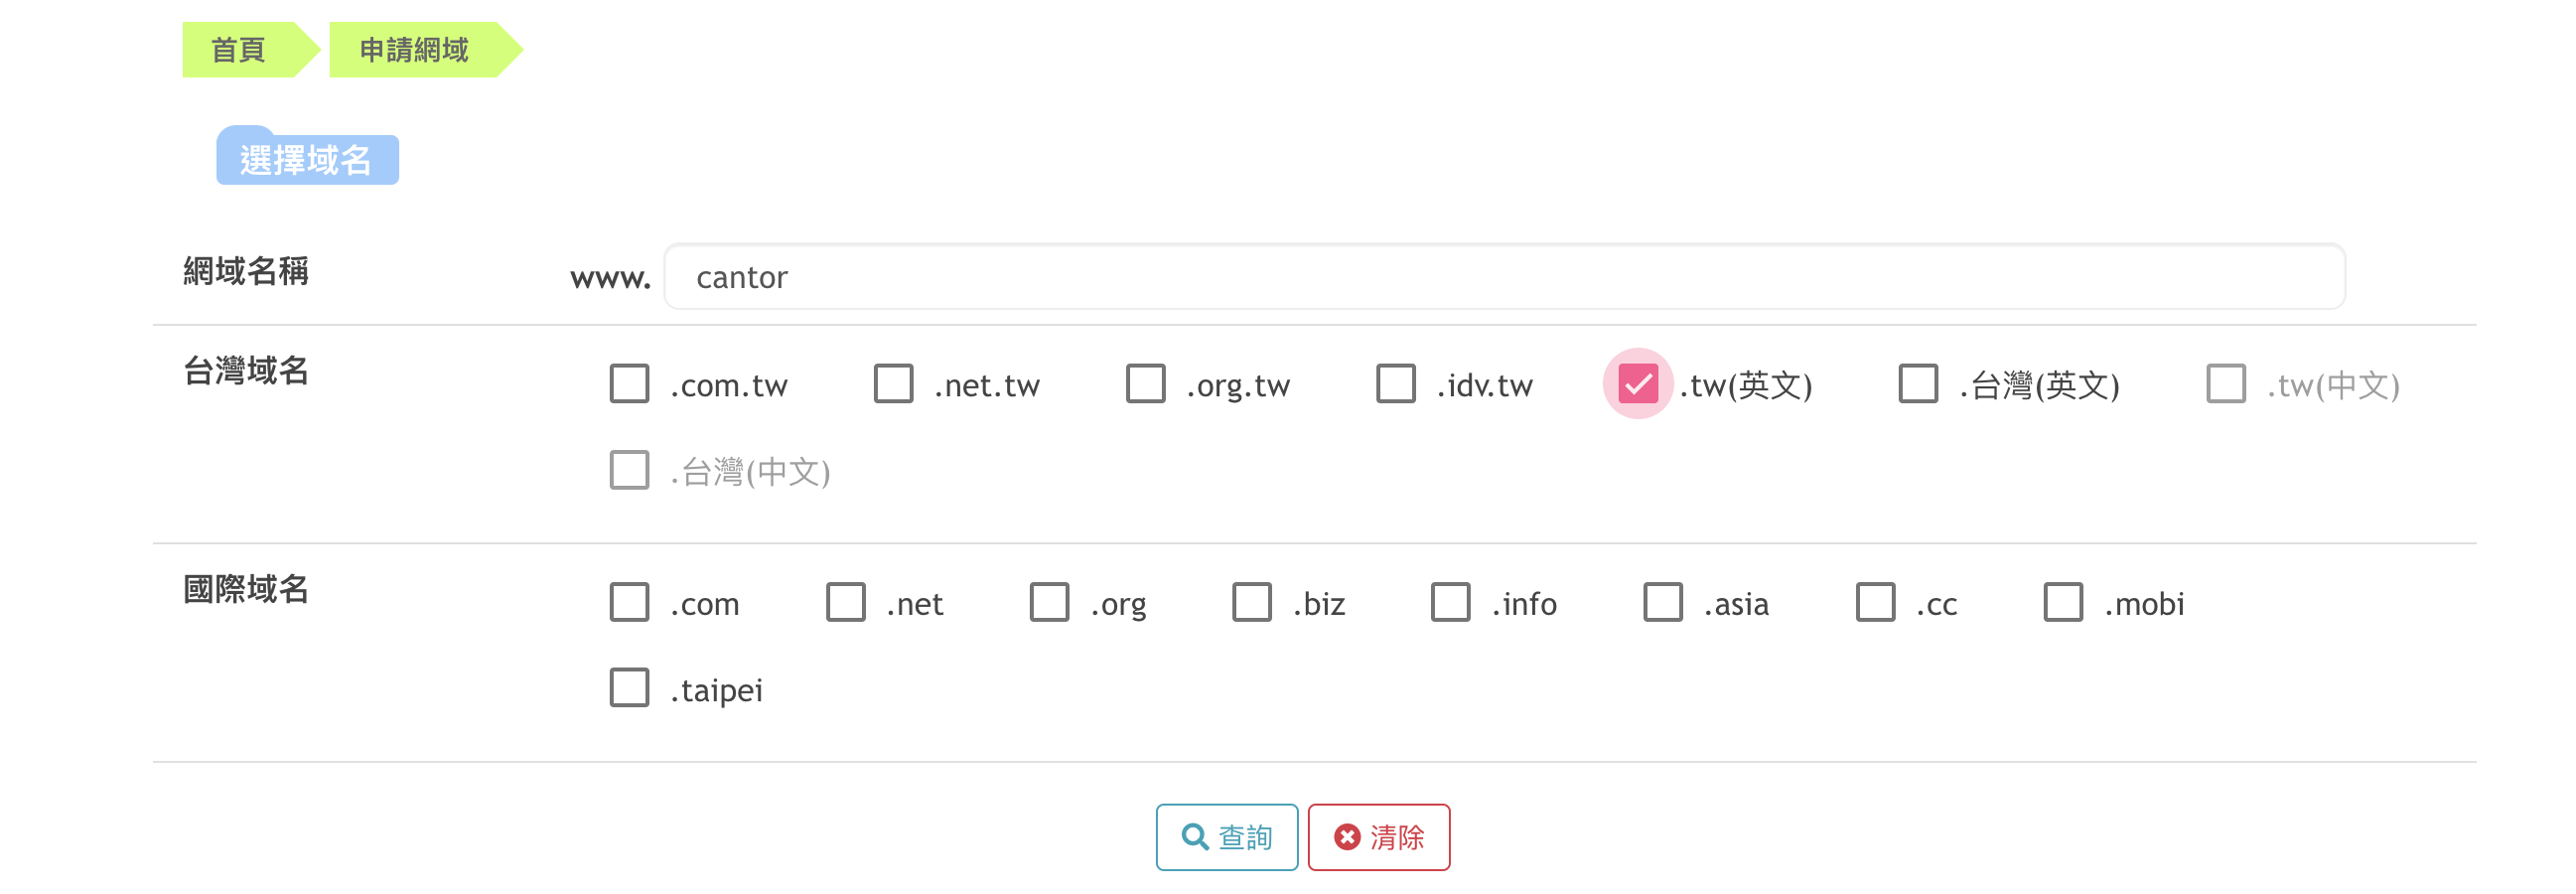 首頁 申請網域
選擇域名
網域名稱 www. cantor
台灣域名 .com.tw .net.tw .org.tw .idv.tw .tw(英文) .台灣(英文) .tw(中文)
.台灣(中文)
國際域名 .com .net .org .biz .info .asia .cc .mobi
.taipei
查詢 清除